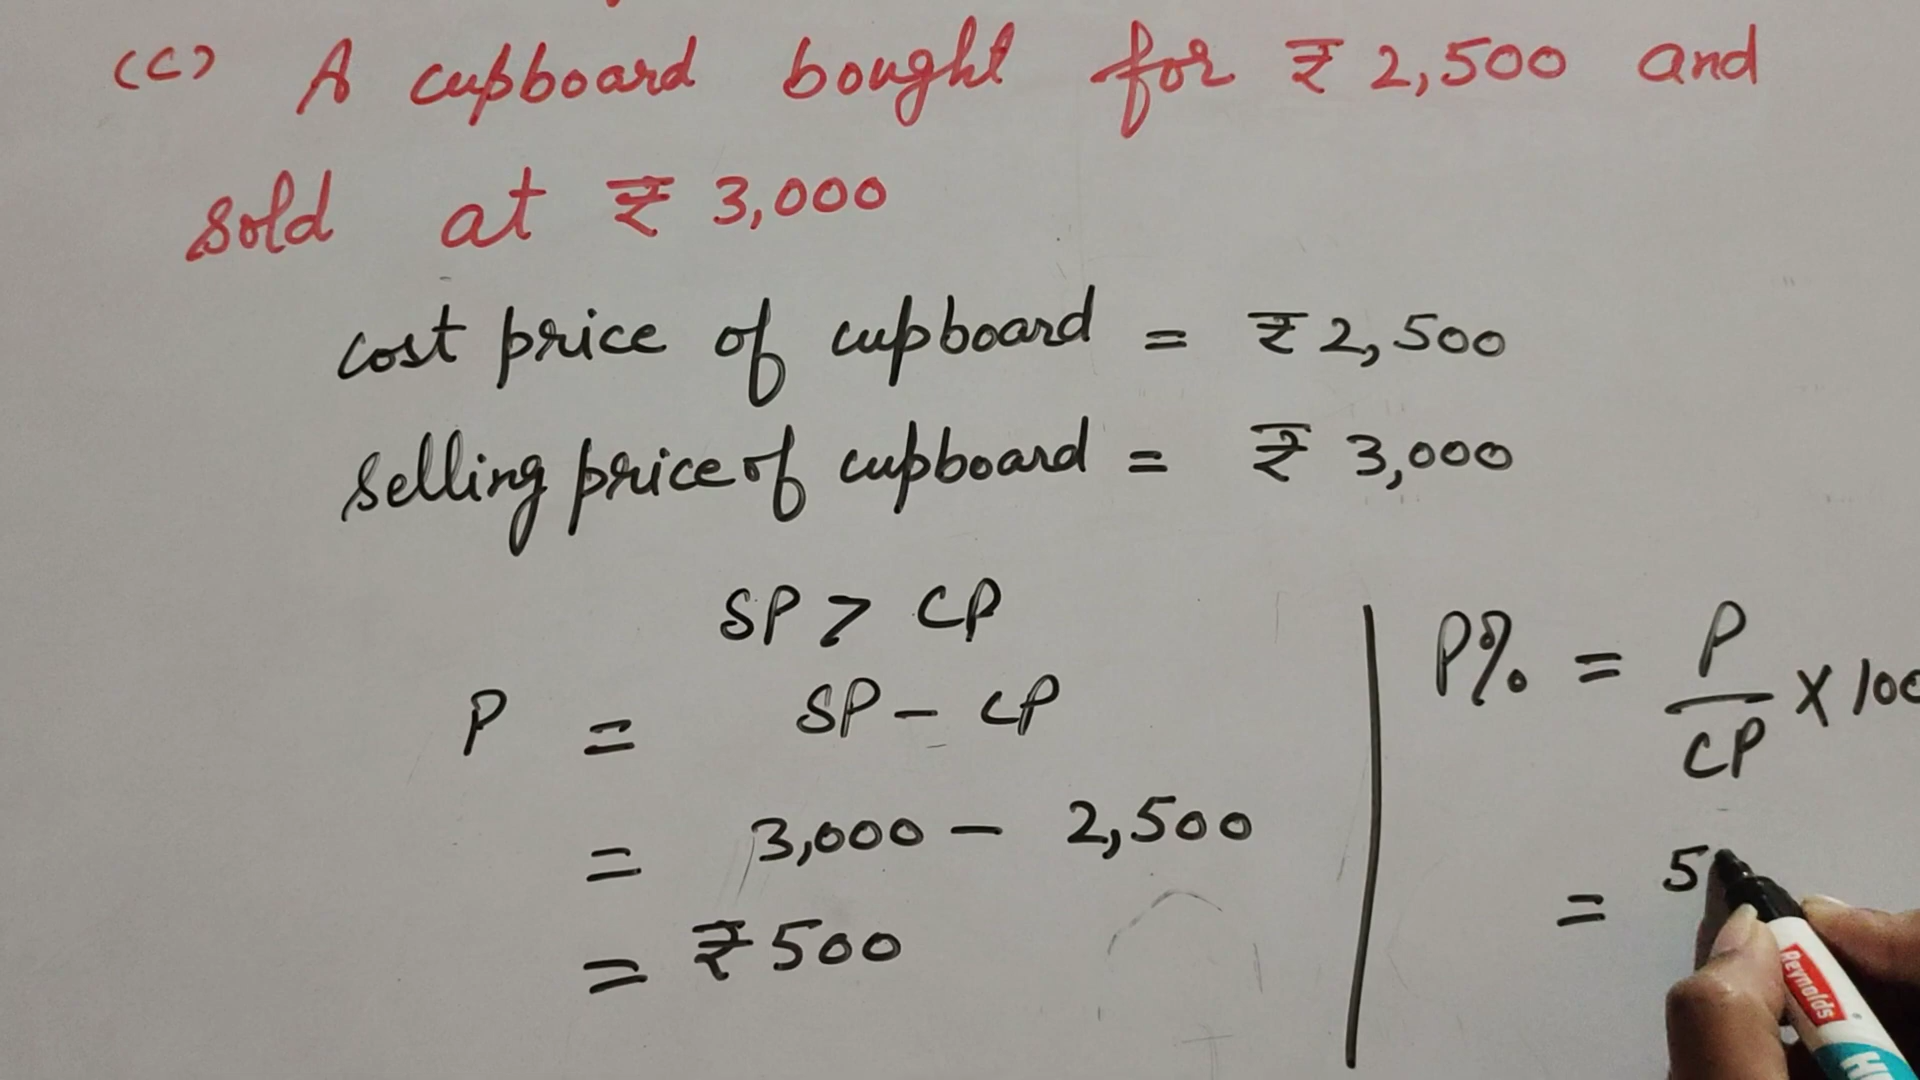 (c) A cupboard bought for ₹ 2,500 and
sold at ₹ 3,000
cost price of cupboard = ₹ 2,500
selling price of cupboard = ₹ 3,000
SP > CP
P = SP - CP
= 3,000 - 2,500
= ₹ 500
P% = P/CP × 100
= 5
Reynolds